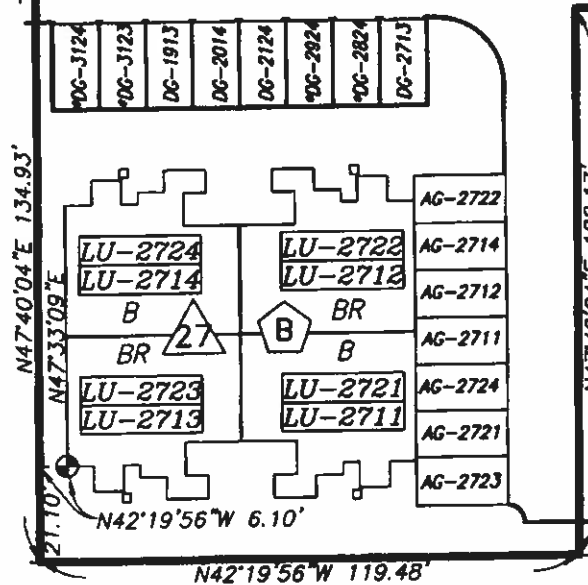 *DG-3124
*DG-3123
DG-1913
DG-2014
DG-2124
*DG-2924
*DG-2824
DG-2713
N47°40'04"E 134.93'
N47°33'09"E
AG-2722
AG-2714
AG-2712
AG-2711
AG-2724
AG-2721
AG-2723
LU-2724
LU-2714
LU-2722
LU-2712
B
BR
27
B
BR
B
LU-2723
LU-2713
LU-2721
LU-2711
21.10'
N42°19'56"W 6.10'
N42°19'56"W 119.48'